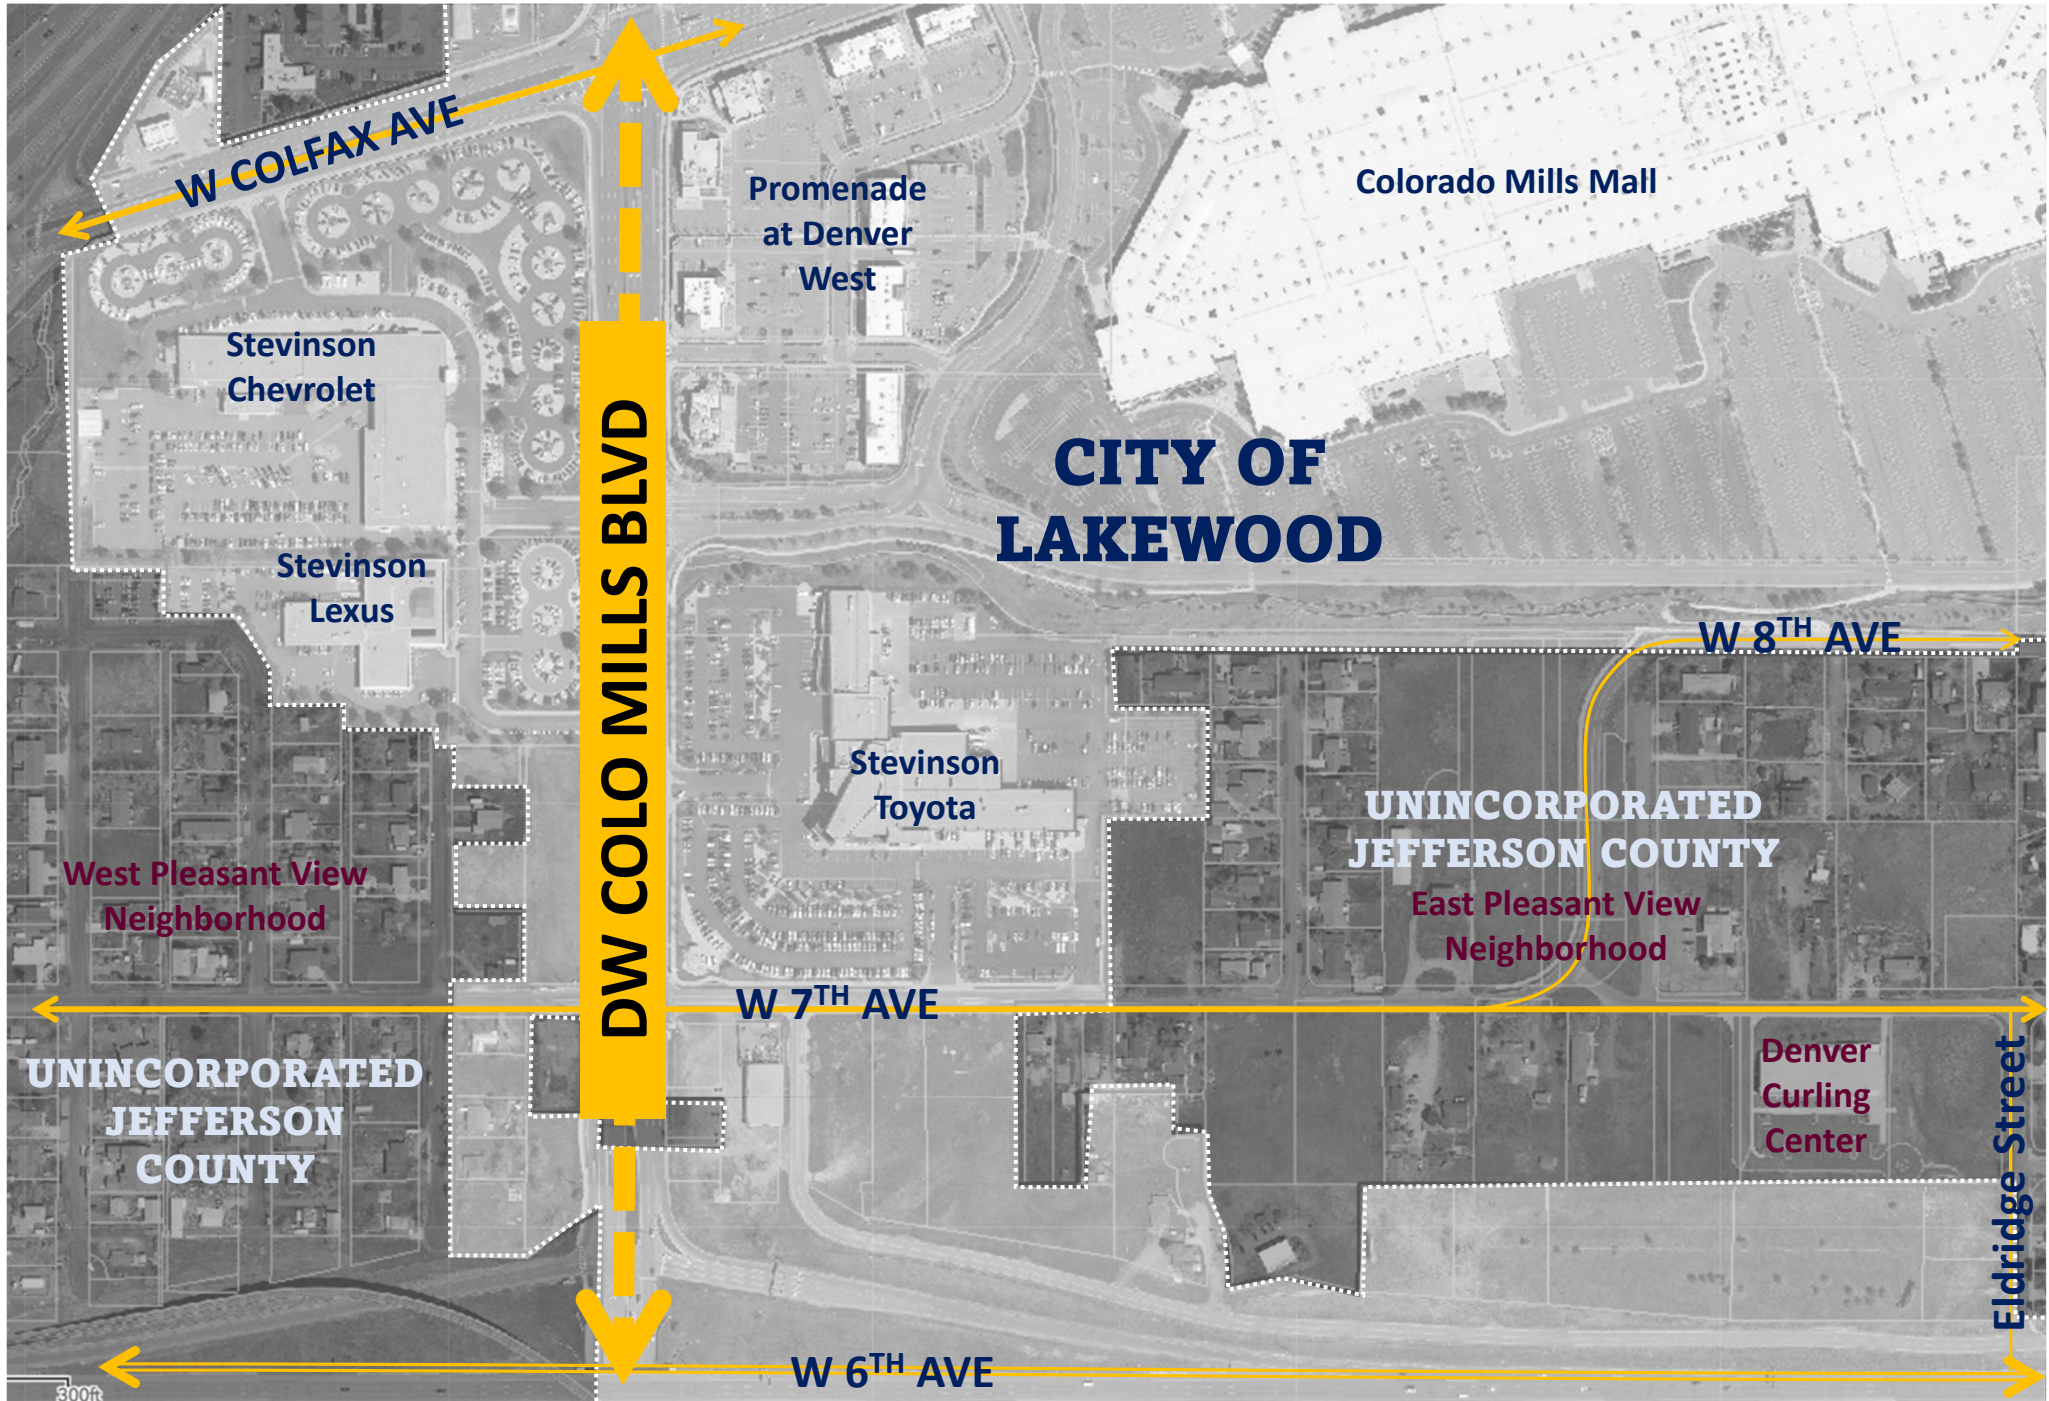 W COLFAX AVE
Promenade
at Denver
West
Colorado Mills Mall
Stevinson
Chevrolet
DW COLO MILLS BLVD
CITY OF
LAKEWOOD
Stevinson
Lexus
W 8TH AVE
Stevinson
Toyota
UNINCORPORATED
JEFFERSON COUNTY
East Pleasant View
Neighborhood
West Pleasant View
Neighborhood
W 7TH AVE
UNINCORPORATED
JEFFERSON
COUNTY
Denver
Curling
Center
Eldridge Street
W 6TH AVE
300ft